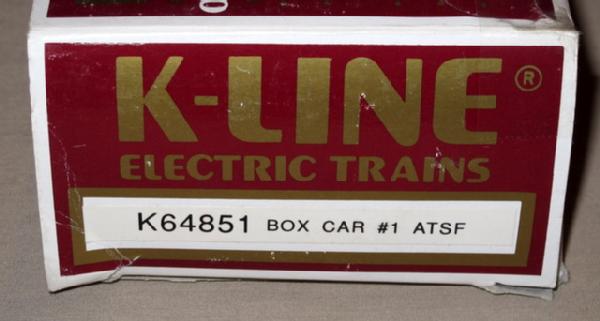 K-LINE®
ELECTRIC TRAINS
K64851 BOX CAR #1 ATSF